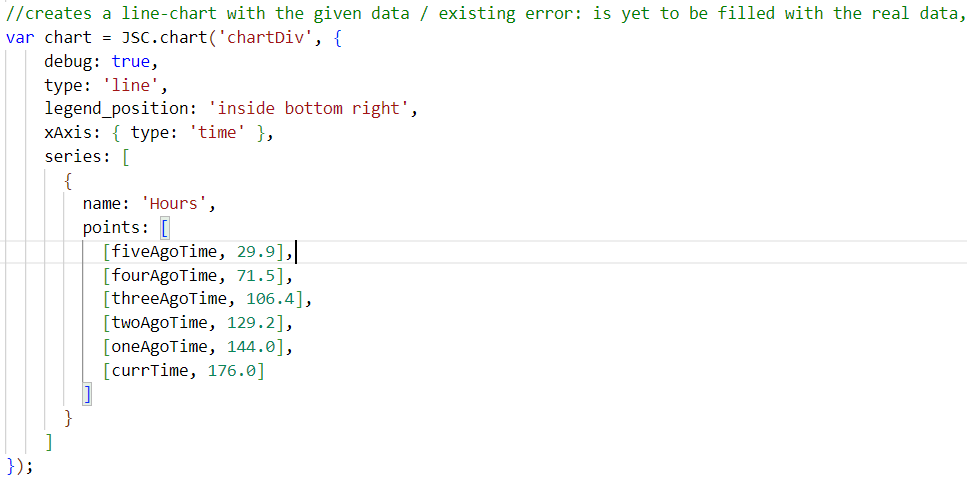 //creates a line-chart with the given data / existing error: is yet to be filled with the real data,
var chart = JSC.chart('chartDiv', {
    debug: true,
    type: 'line',
    legend_position: 'inside bottom right',
    xAxis: { type: 'time' },
    series: [
      {
        name: 'Hours',
        points: [
          [fiveAgoTime, 29.9],
          [fourAgoTime, 71.5],
          [threeAgoTime, 106.4],
          [twoAgoTime, 129.2],
          [oneAgoTime, 144.0],
          [currTime, 176.0]
        ]
      }
    ]
});